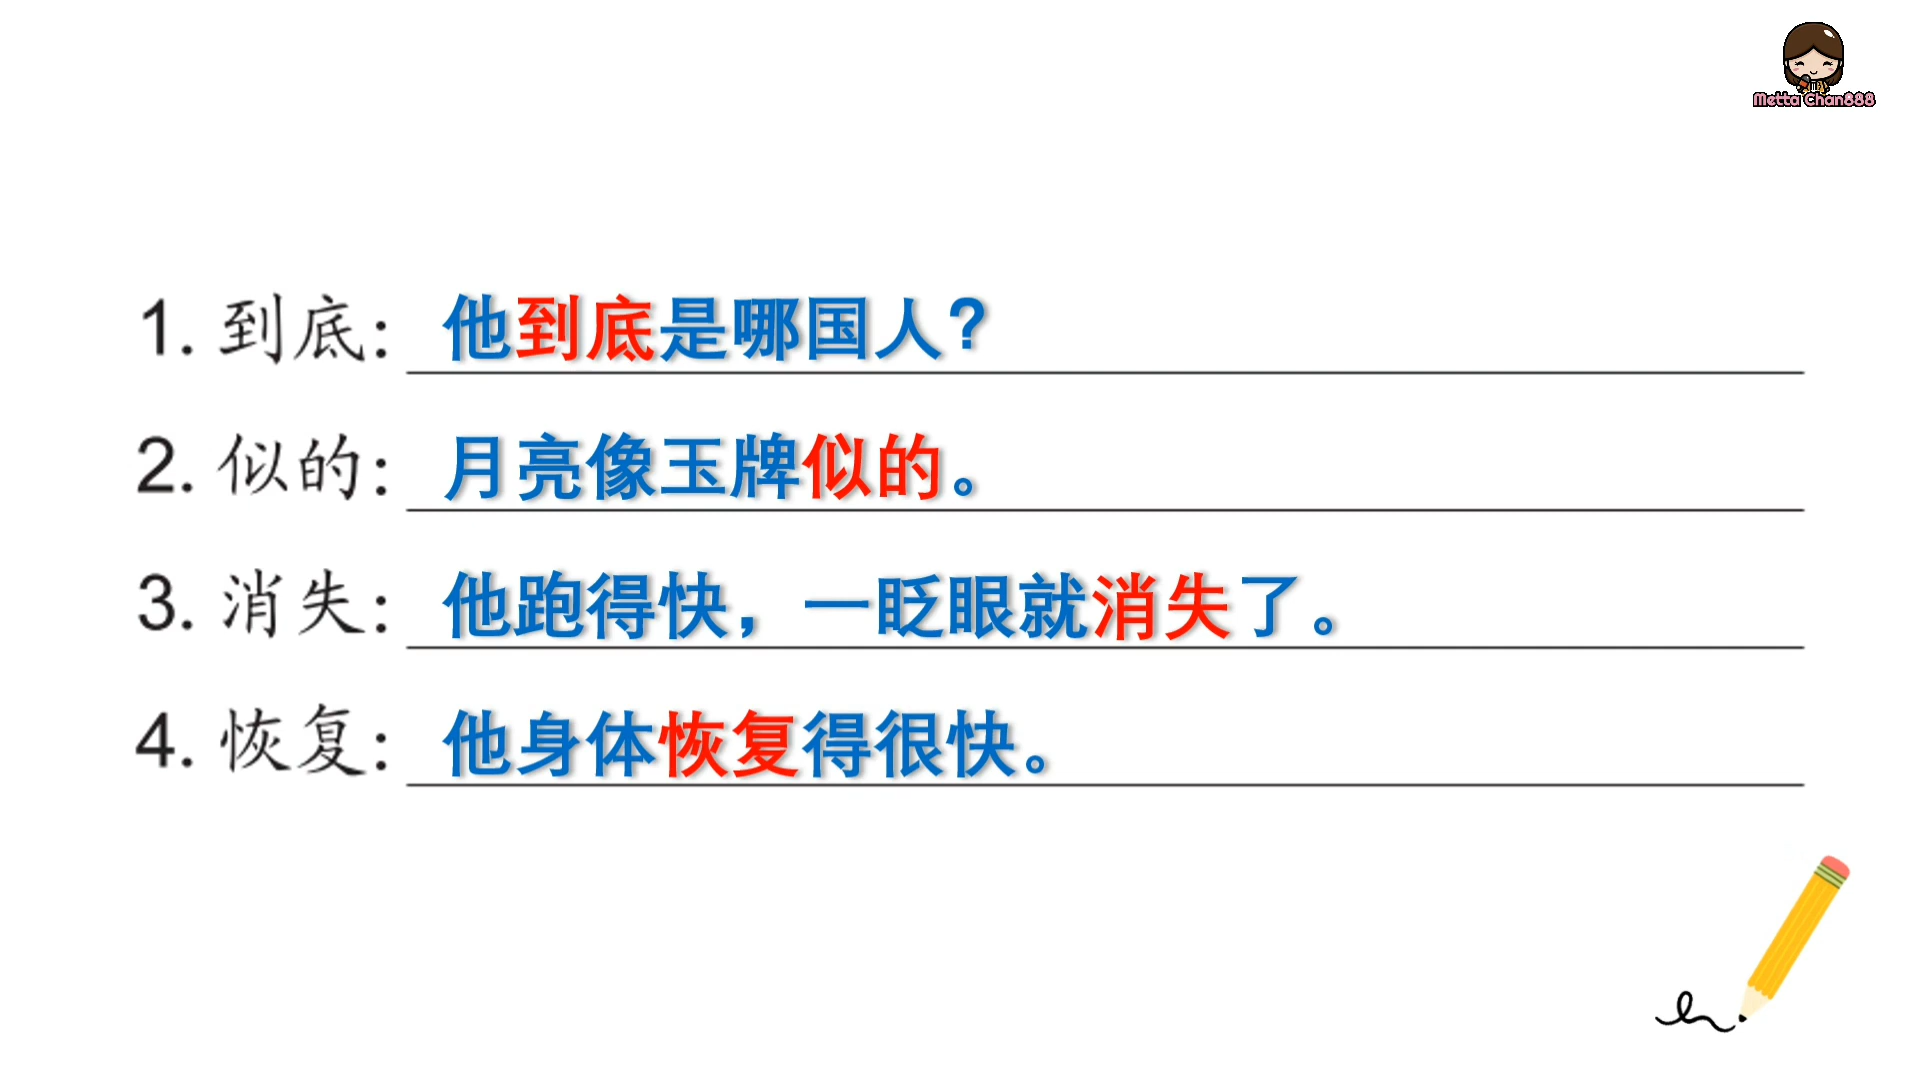 Metta Chan888
1. 到底: 他到底是哪国人?
2. 似的: 月亮像玉牌似的。
3. 消失: 他跑得快，一眨眼就消失了。
4. 恢复: 他身体恢复得很快。